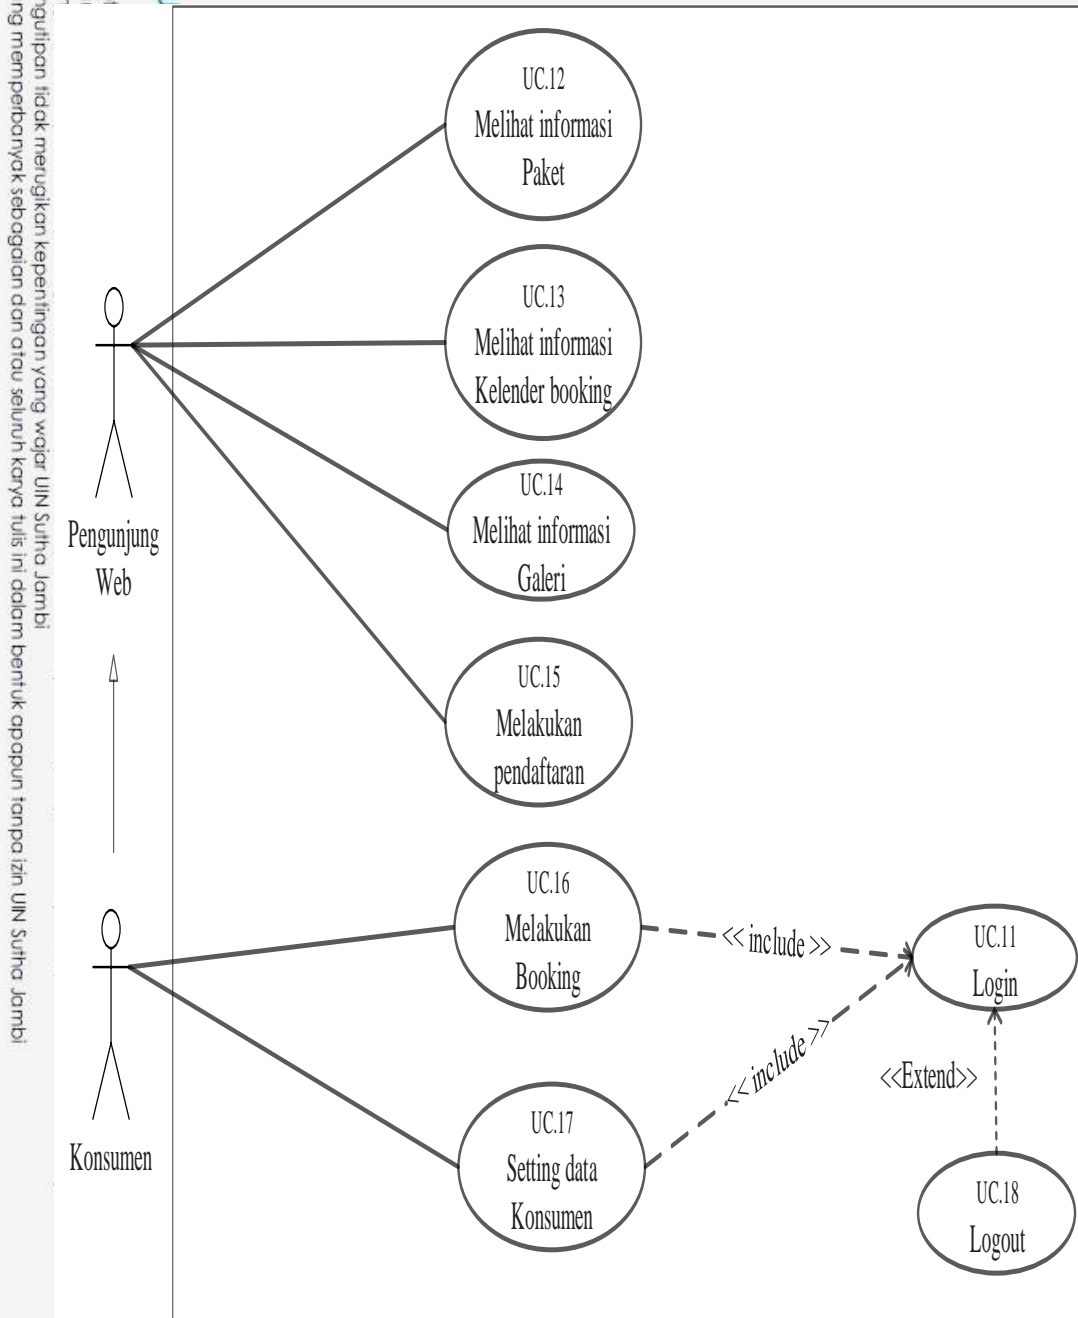 ngutipan tidak merugikan kepentingan yang wajar UIN Sutha Jambi
ng memperbanyak sebagaian dan atau seluruh karya tulis ini dalam bentuk apapun tanpa izin UIN Sutha Jambi
UC.12
Melihat informasi
Paket
UC.13
Melihat informasi
Kelender booking
UC.14
Melihat informasi
Galeri
Pengunjung
Web
UC.15
Melakukan
pendaftaran
UC.16
Melakukan
Booking
<< include >>
UC.11
Login
<< include >>
<<Extend>>
Konsumen
UC.17
Setting data
Konsumen
UC.18
Logout